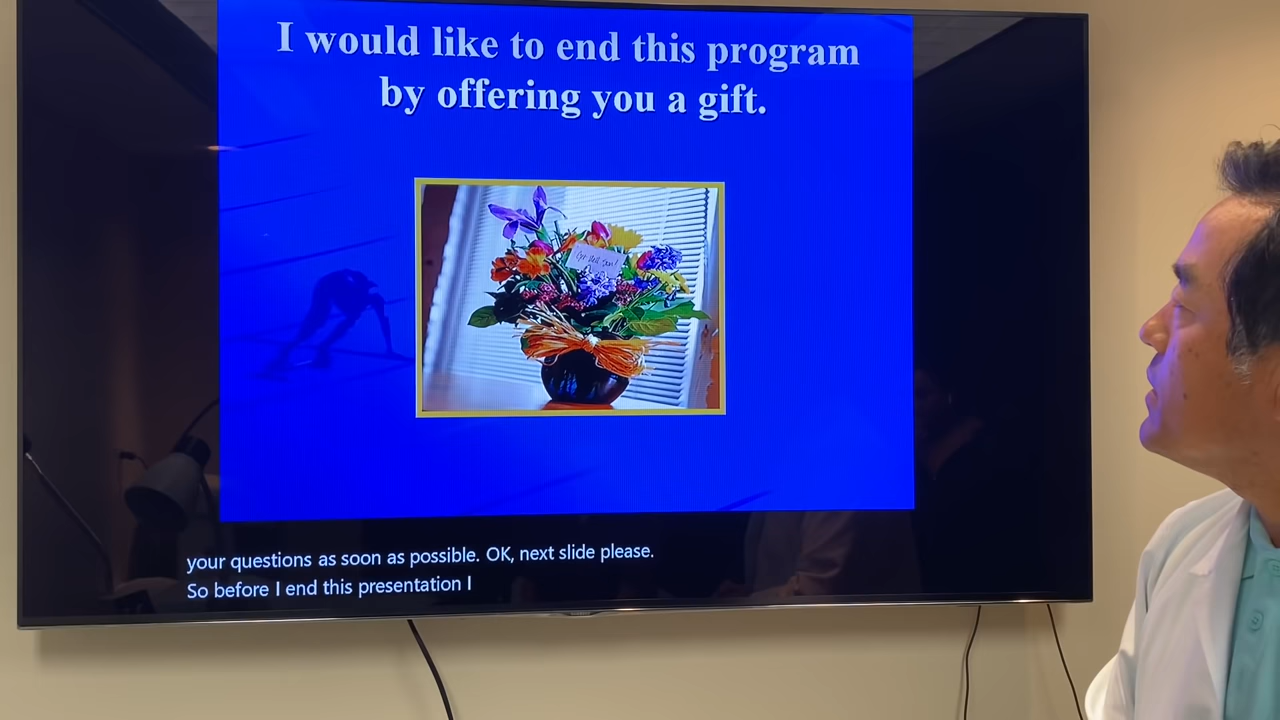 I would like to end this program
by offering you a gift.
your questions as soon as possible. OK, next slide please.
So before I end this presentation I